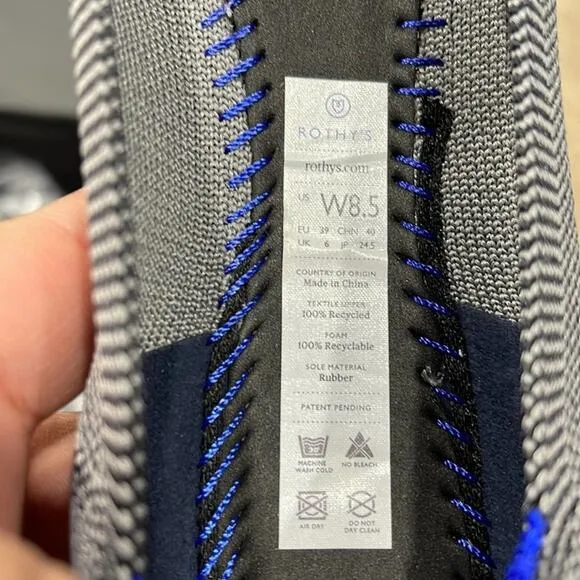 ROTHY'S
rothys.com
US W8.5
EU 39 CHN 40
UK 6 JP 24.5
COUNTRY OF ORIGIN
Made in China
TEXTILE UPPER
100% Recycled
FOAM
100% Recyclable
SOLE MATERIAL
Rubber
PATENT PENDING
30°
MACHINE WASH COLD
NO BLEACH
AIR DRY
DO NOT DRY CLEAN